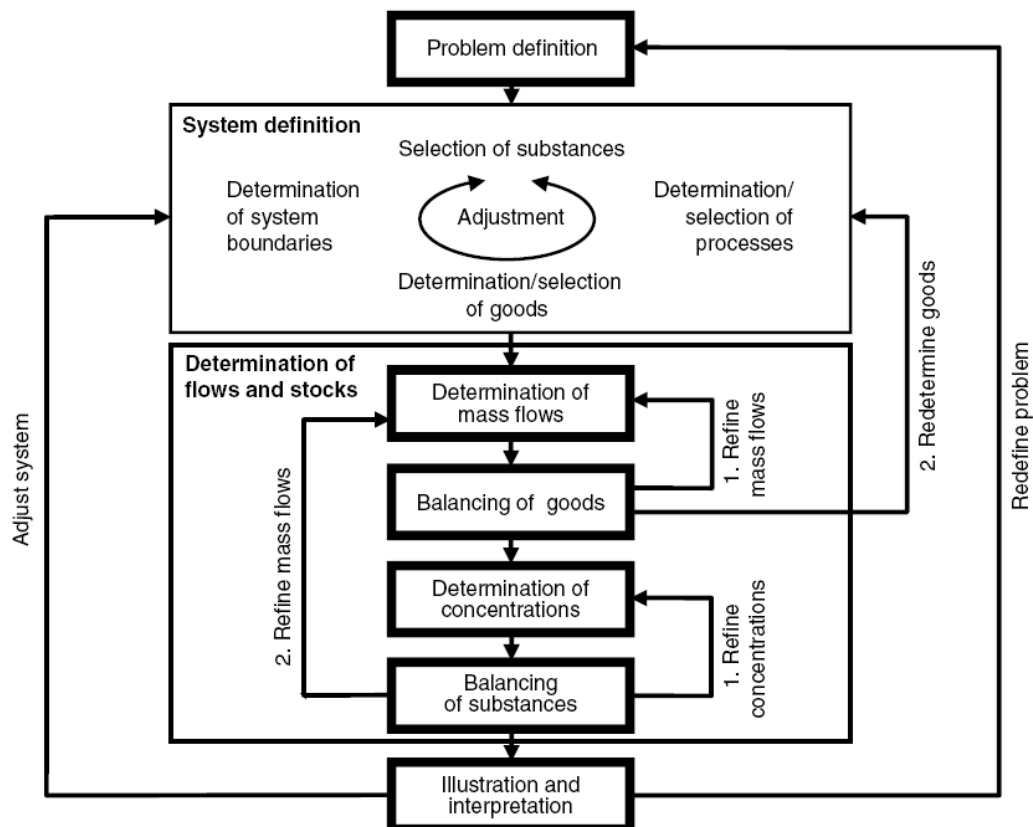 Problem definition
System definition
Selection of substances
Determination
of system
boundaries
Adjustment
Determination/
selection of
processes
Determination/selection
of goods
Determination of
flows and stocks
Determination of
mass flows
Balancing of goods
Determination of
concentrations
Balancing
of substances
Illustration and
interpretation
Adjust system
2. Refine mass flows
1. Refine
mass flows
1. Refine
concentrations
2. Redetermine goods
Redefine problem